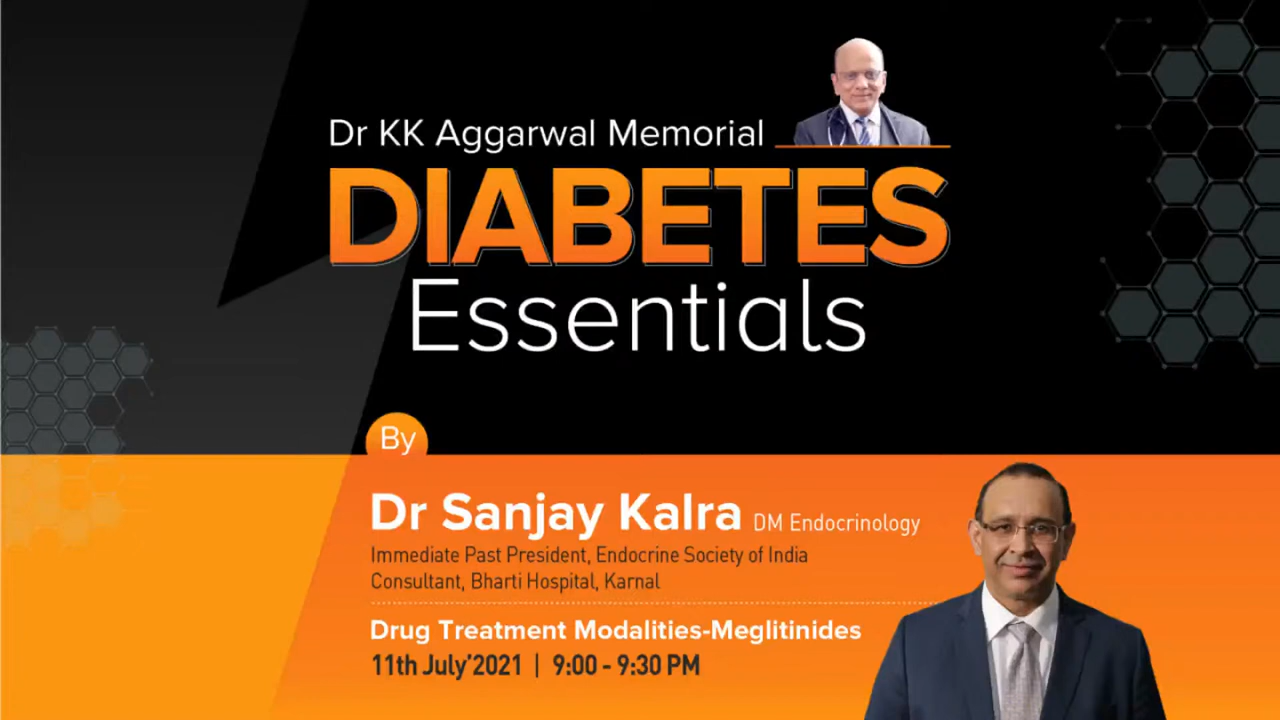 Dr KK Aggarwal Memorial
DIABETES
Essentials
By
Dr Sanjay Kalra DM Endocrinology
Immediate Past President, Endocrine Society of India
Consultant, Bharti Hospital, Karnal
Drug Treatment Modalities-Meglitinides
11th July'2021 | 9:00 - 9:30 PM